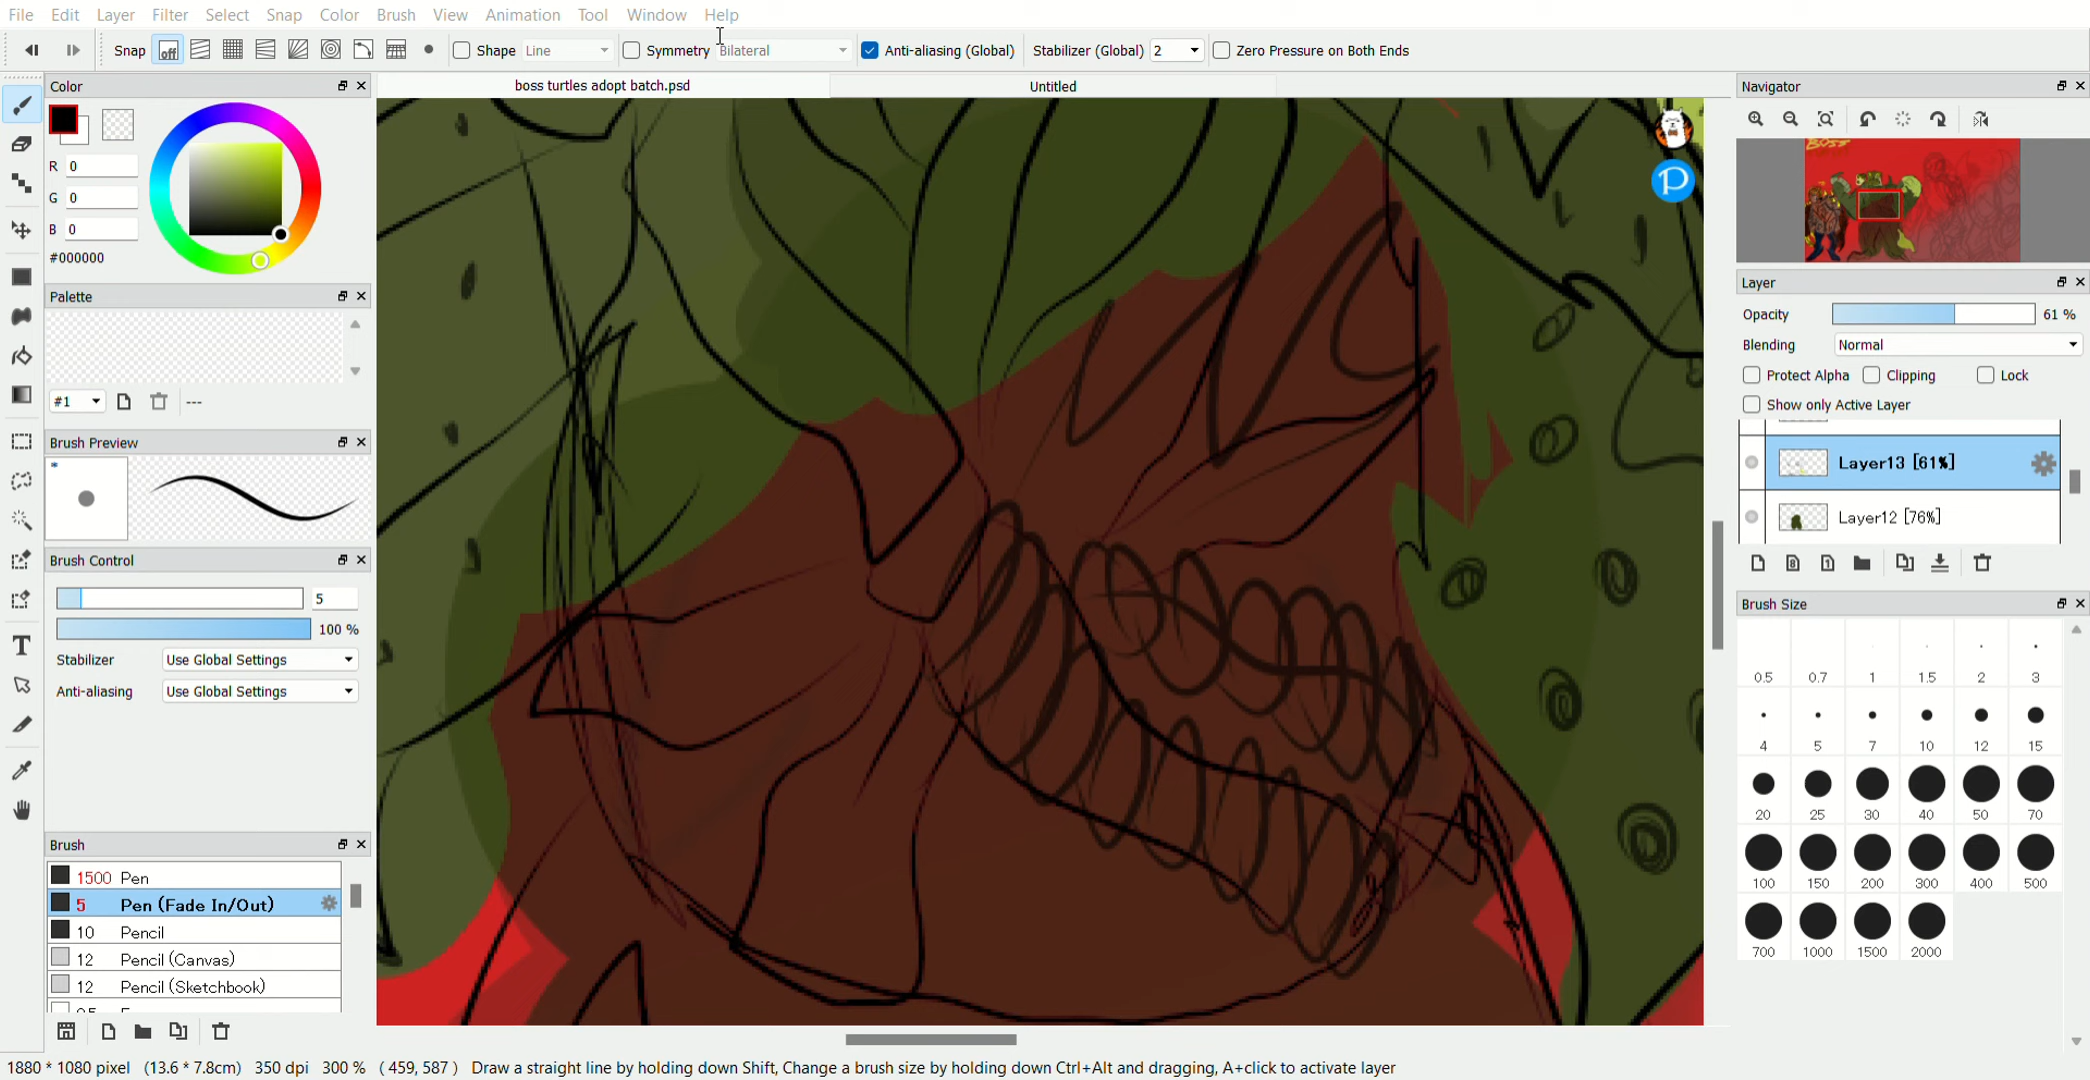 File Edit Layer Filter Select Snap Color Brush View Animation Tool Window Help
Snap off Shape Line Symmetry Bilateral Anti-aliasing (Global) Stabilizer (Global) 2 Zero Pressure on Both Ends
Color
boss turtles adopt batch.psd
Untitled
Navigator
R 0
G 0
B 0
#000000
BOSS
Layer
Palette
Opacity 61 %
Blending Normal
Protect Alpha Clipping Lock
Show only Active Layer
#1 ---
Brush Preview
*
Layer13 [61%]
Layer12 [76%]
Brush Control
5
100 %
Stabilizer Use Global Settings
Anti-aliasing Use Global Settings
Brush Size
0.5 0.7 1 1.5 2 3
4 5 7 10 12 15
20 25 30 40 50 70
100 150 200 300 400 500
700 1000 1500 2000
Brush
1500 Pen
5 Pen (Fade In/Out)
10 Pencil
12 Pencil (Canvas)
12 Pencil (Sketchbook)
P
1880 * 1080 pixel (13.6 * 7.8cm) 350 dpi 300 % ( 459, 587 ) Draw a straight line by holding down Shift, Change a brush size by holding down Ctrl+Alt and dragging, A+click to activate layer